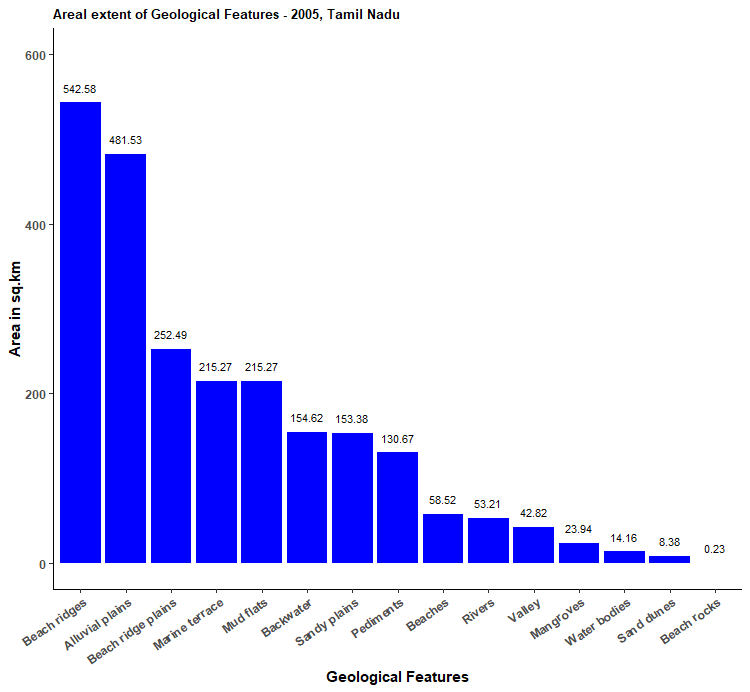 Areal extent of Geological Features - 2005, Tamil Nadu
600
400
200
0
Area in sq.km
542.58
481.53
252.49
215.27
215.27
154.62
153.38
130.67
58.52
53.21
42.82
23.94
14.16
8.38
0.23
Beach ridges
Alluvial plains
Beach ridge plains
Marine terrace
Mud flats
Backwater
Sandy plains
Pediments
Beaches
Rivers
Valley
Mangroves
Water bodies
Sand dunes
Beach rocks
Geological Features